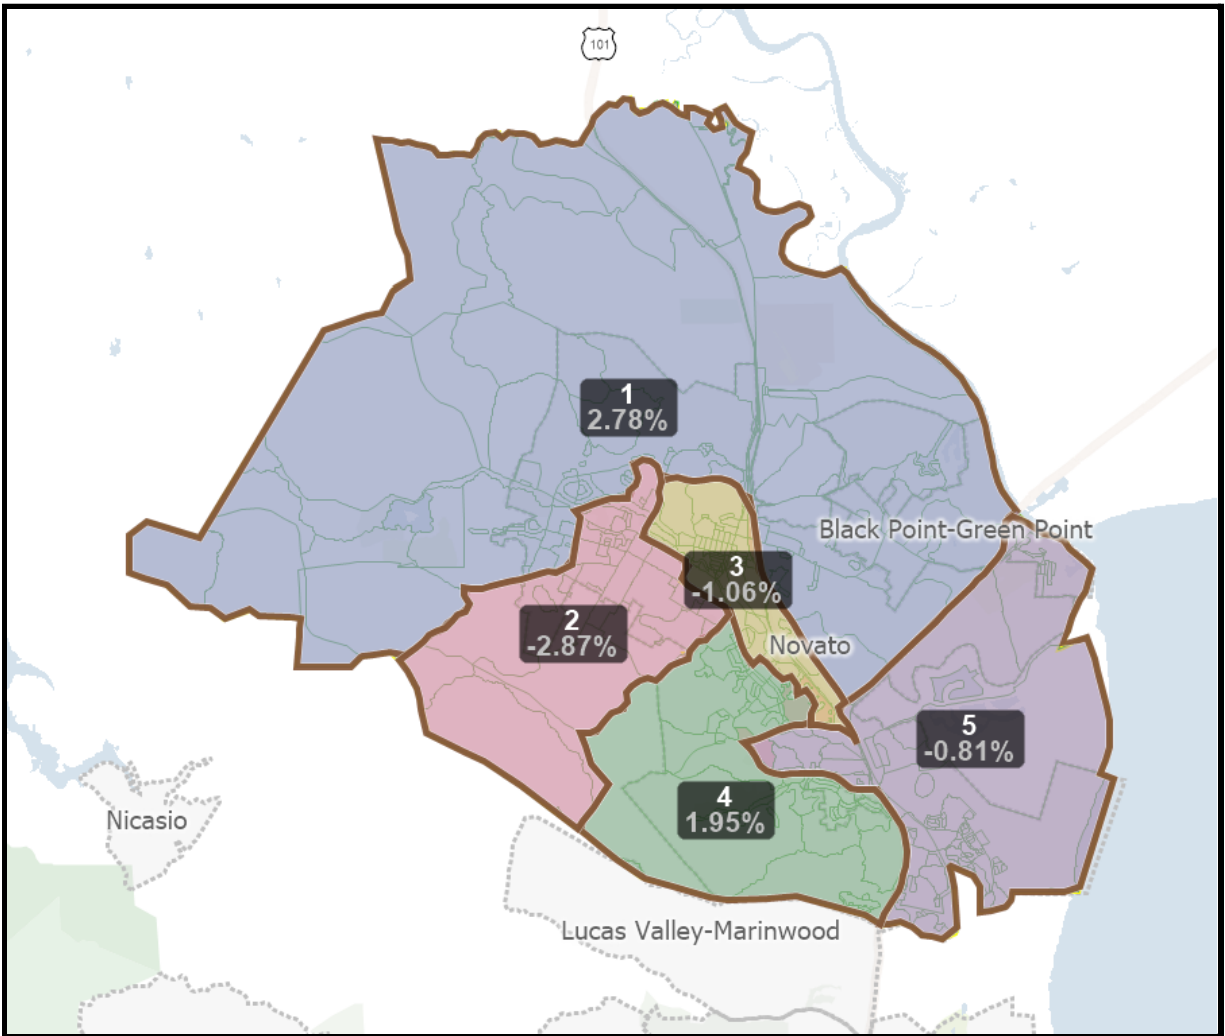 101
1
2.78%
Black Point-Green Point
3
-1.06%
2
-2.87%
Novato
5
-0.81%
4
1.95%
Nicasio
Lucas Valley-Marinwood